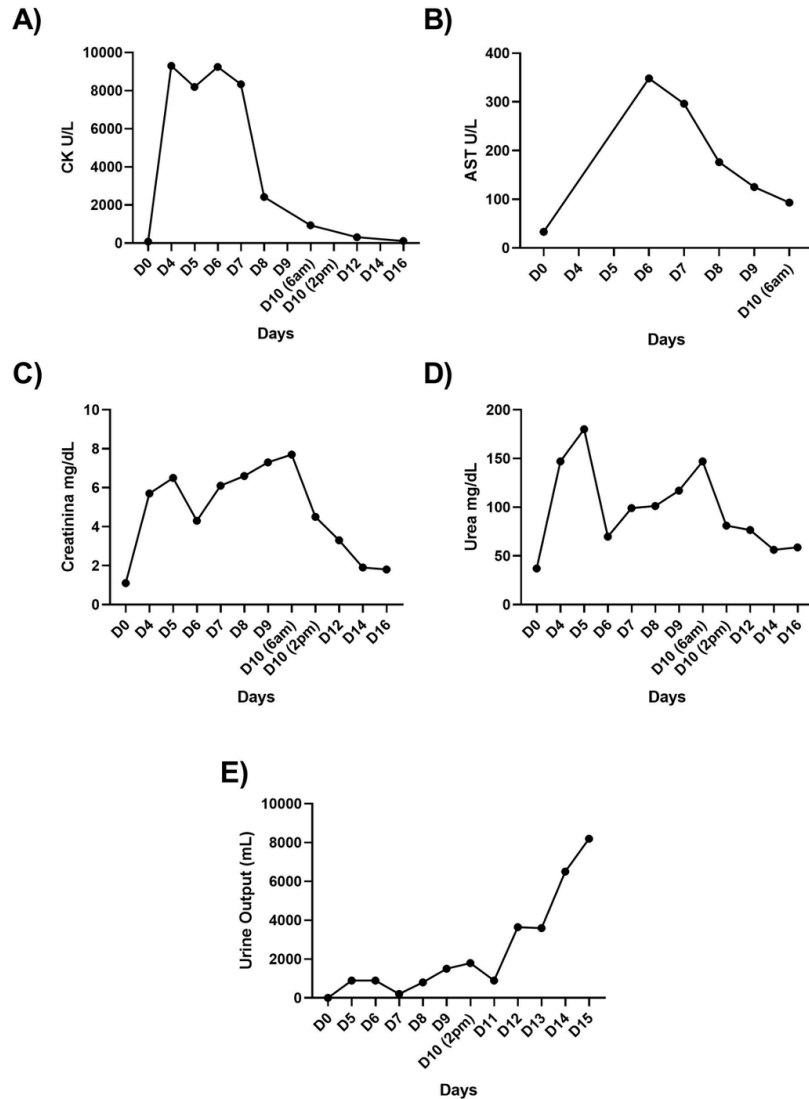 A)
CK U/L
10000
8000
6000
4000
2000
0
D0 D4 D5 D6 D7 D8 D9 D10 (6am) D10 (2pm) D12 D14 D16
Days
B)
AST U/L
400
300
200
100
0
D0 D4 D5 D6 D7 D8 D9 D10 (6am)
Days
C)
Creatinina mg/dL
10
8
6
4
2
0
D0 D4 D5 D6 D7 D8 D9 D10 (6am) D10 (2pm) D12 D14 D16
Days
D)
Urea mg/dL
200
150
100
50
0
D0 D4 D5 D6 D7 D8 D9 D10 (6am) D10 (2pm) D12 D14 D16
Days
E)
Urine Output (mL)
10000
8000
6000
4000
2000
0
D0 D5 D6 D7 D8 D9 D10 (2pm) D11 D12 D13 D14 D15
Days